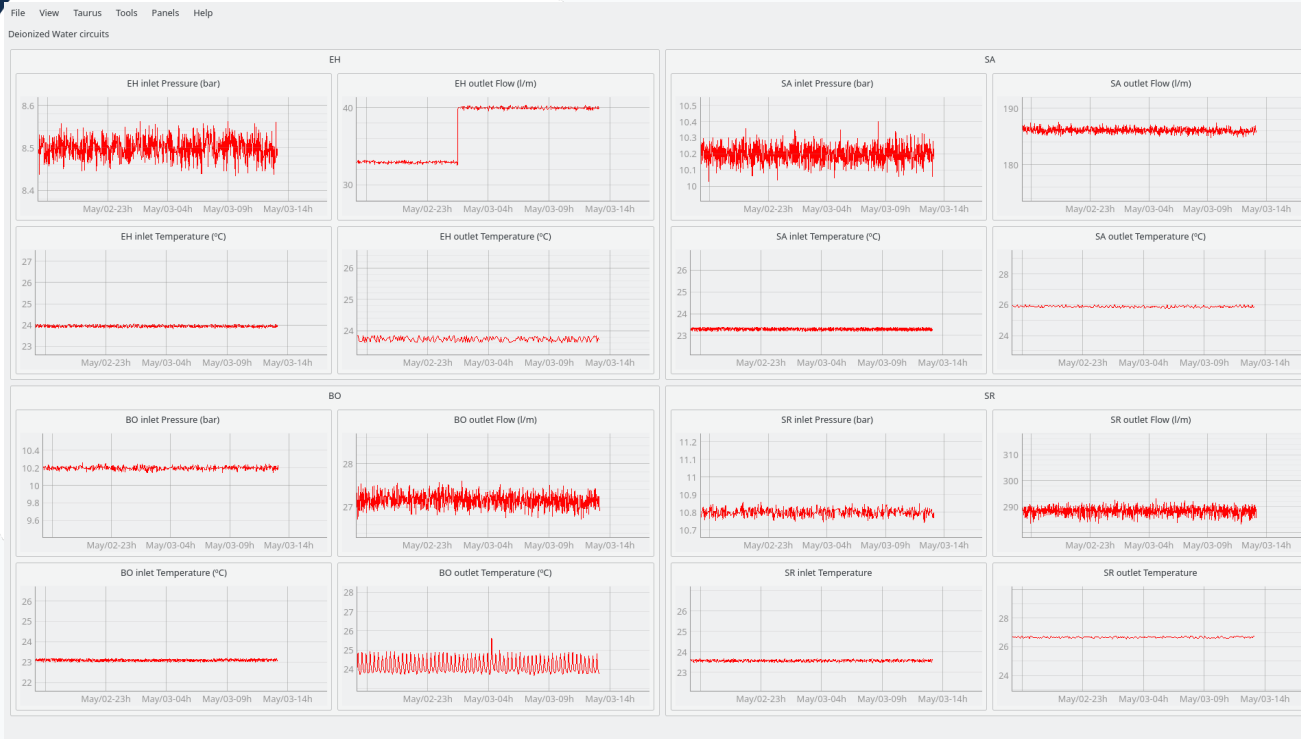 File View Taurus Tools Panels Help
Deionized Water circuits
EH
EH inlet Pressure (bar)
8.6
8.5
8.4
May/02-23h May/03-04h May/03-09h May/03-14h
EH outlet Flow (l/m)
40
30
May/02-23h May/03-04h May/03-09h May/03-14h
EH inlet Temperature (ºC)
27
26
25
24
23
May/02-23h May/03-04h May/03-09h May/03-14h
EH outlet Temperature (ºC)
26
25
24
May/02-23h May/03-04h May/03-09h May/03-14h
SA
SA inlet Pressure (bar)
10.5
10.4
10.3
10.2
10.1
10
May/02-23h May/03-04h May/03-09h May/03-14h
SA outlet Flow (l/m)
190
180
May/02-23h May/03-04h May/03-09h May/03-14h
SA inlet Temperature (ºC)
26
24
23
May/02-23h May/03-04h May/03-09h May/03-14h
SA outlet Temperature (ºC)
28
26
24
May/02-23h May/03-04h May/03-09h May/03-14h
BO
BO inlet Pressure (bar)
10.4
10.2
10
9.8
9.6
May/02-23h May/03-04h May/03-09h May/03-14h
BO outlet Flow (l/m)
28
27
May/02-23h May/03-04h May/03-09h May/03-14h
BO inlet Temperature (ºC)
26
25
24
23
22
May/02-23h May/03-04h May/03-09h May/03-14h
BO outlet Temperature (ºC)
28
27
26
25
24
May/02-23h May/03-04h May/03-09h May/03-14h
SR
SR inlet Pressure (bar)
11.2
11.1
11
10.9
10.8
10.7
May/02-23h May/03-04h May/03-09h May/03-14h
SR outlet Flow (l/m)
310
300
290
May/02-23h May/03-04h May/03-09h May/03-14h
SR inlet Temperature
26
24
23
May/02-23h May/03-04h May/03-09h May/03-14h
SR outlet Temperature
28
26
24
May/02-23h May/03-04h May/03-09h May/03-14h